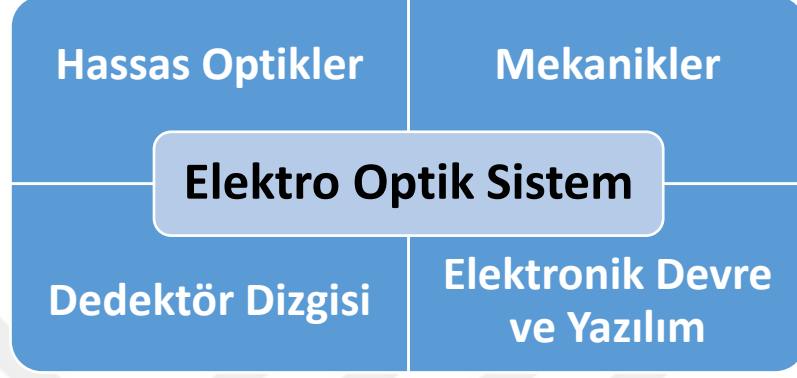 Hassas Optikler
Mekanikler
Elektro Optik Sistem
Dedektör Dizgisi
Elektronik Devre
ve Yazılım